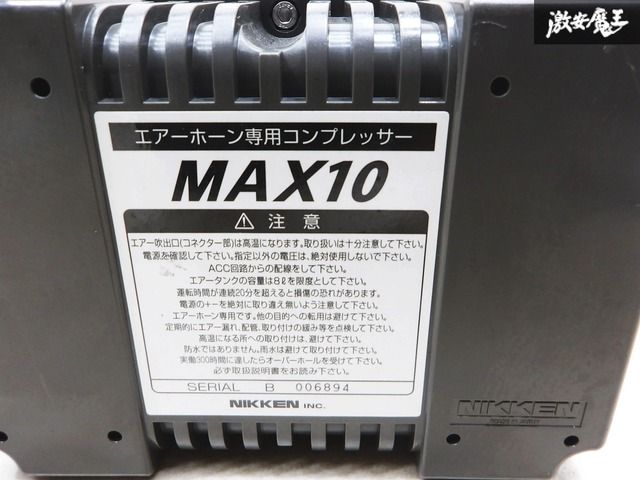 激安魔王
エアーホーン専用コンプレッサー
MAX10
⚠ 注意
エアー吹出口(コネクター部)は高温になります。取り扱いは十分注意して下さい。
電源を確認して下さい。指定以外の電圧は、絶対使用しないで下さい。
ACC回路からの配線をして下さい。
エアータンクの容量は8ℓを限度として下さい。
運転時間が連続20分を超えると損傷の恐れがあります。
電源の+−を絶対に取り違え無いよう注意して下さい。
エアーホーン専用です。他の目的への転用は避けて下さい。
定期的にエアー漏れ、配管、取り付けの緩み等を点検して下さい。
高温になる所への取り付けは、避けて下さい。
防水ではありません。雨水は避けて取り付けて下さい。
実働300時間に達したらオーバーホールを受けて下さい。
必ず取扱説明書をお読み下さい。
SERIAL B 006894
NIKKEN INC.
NIKKEN